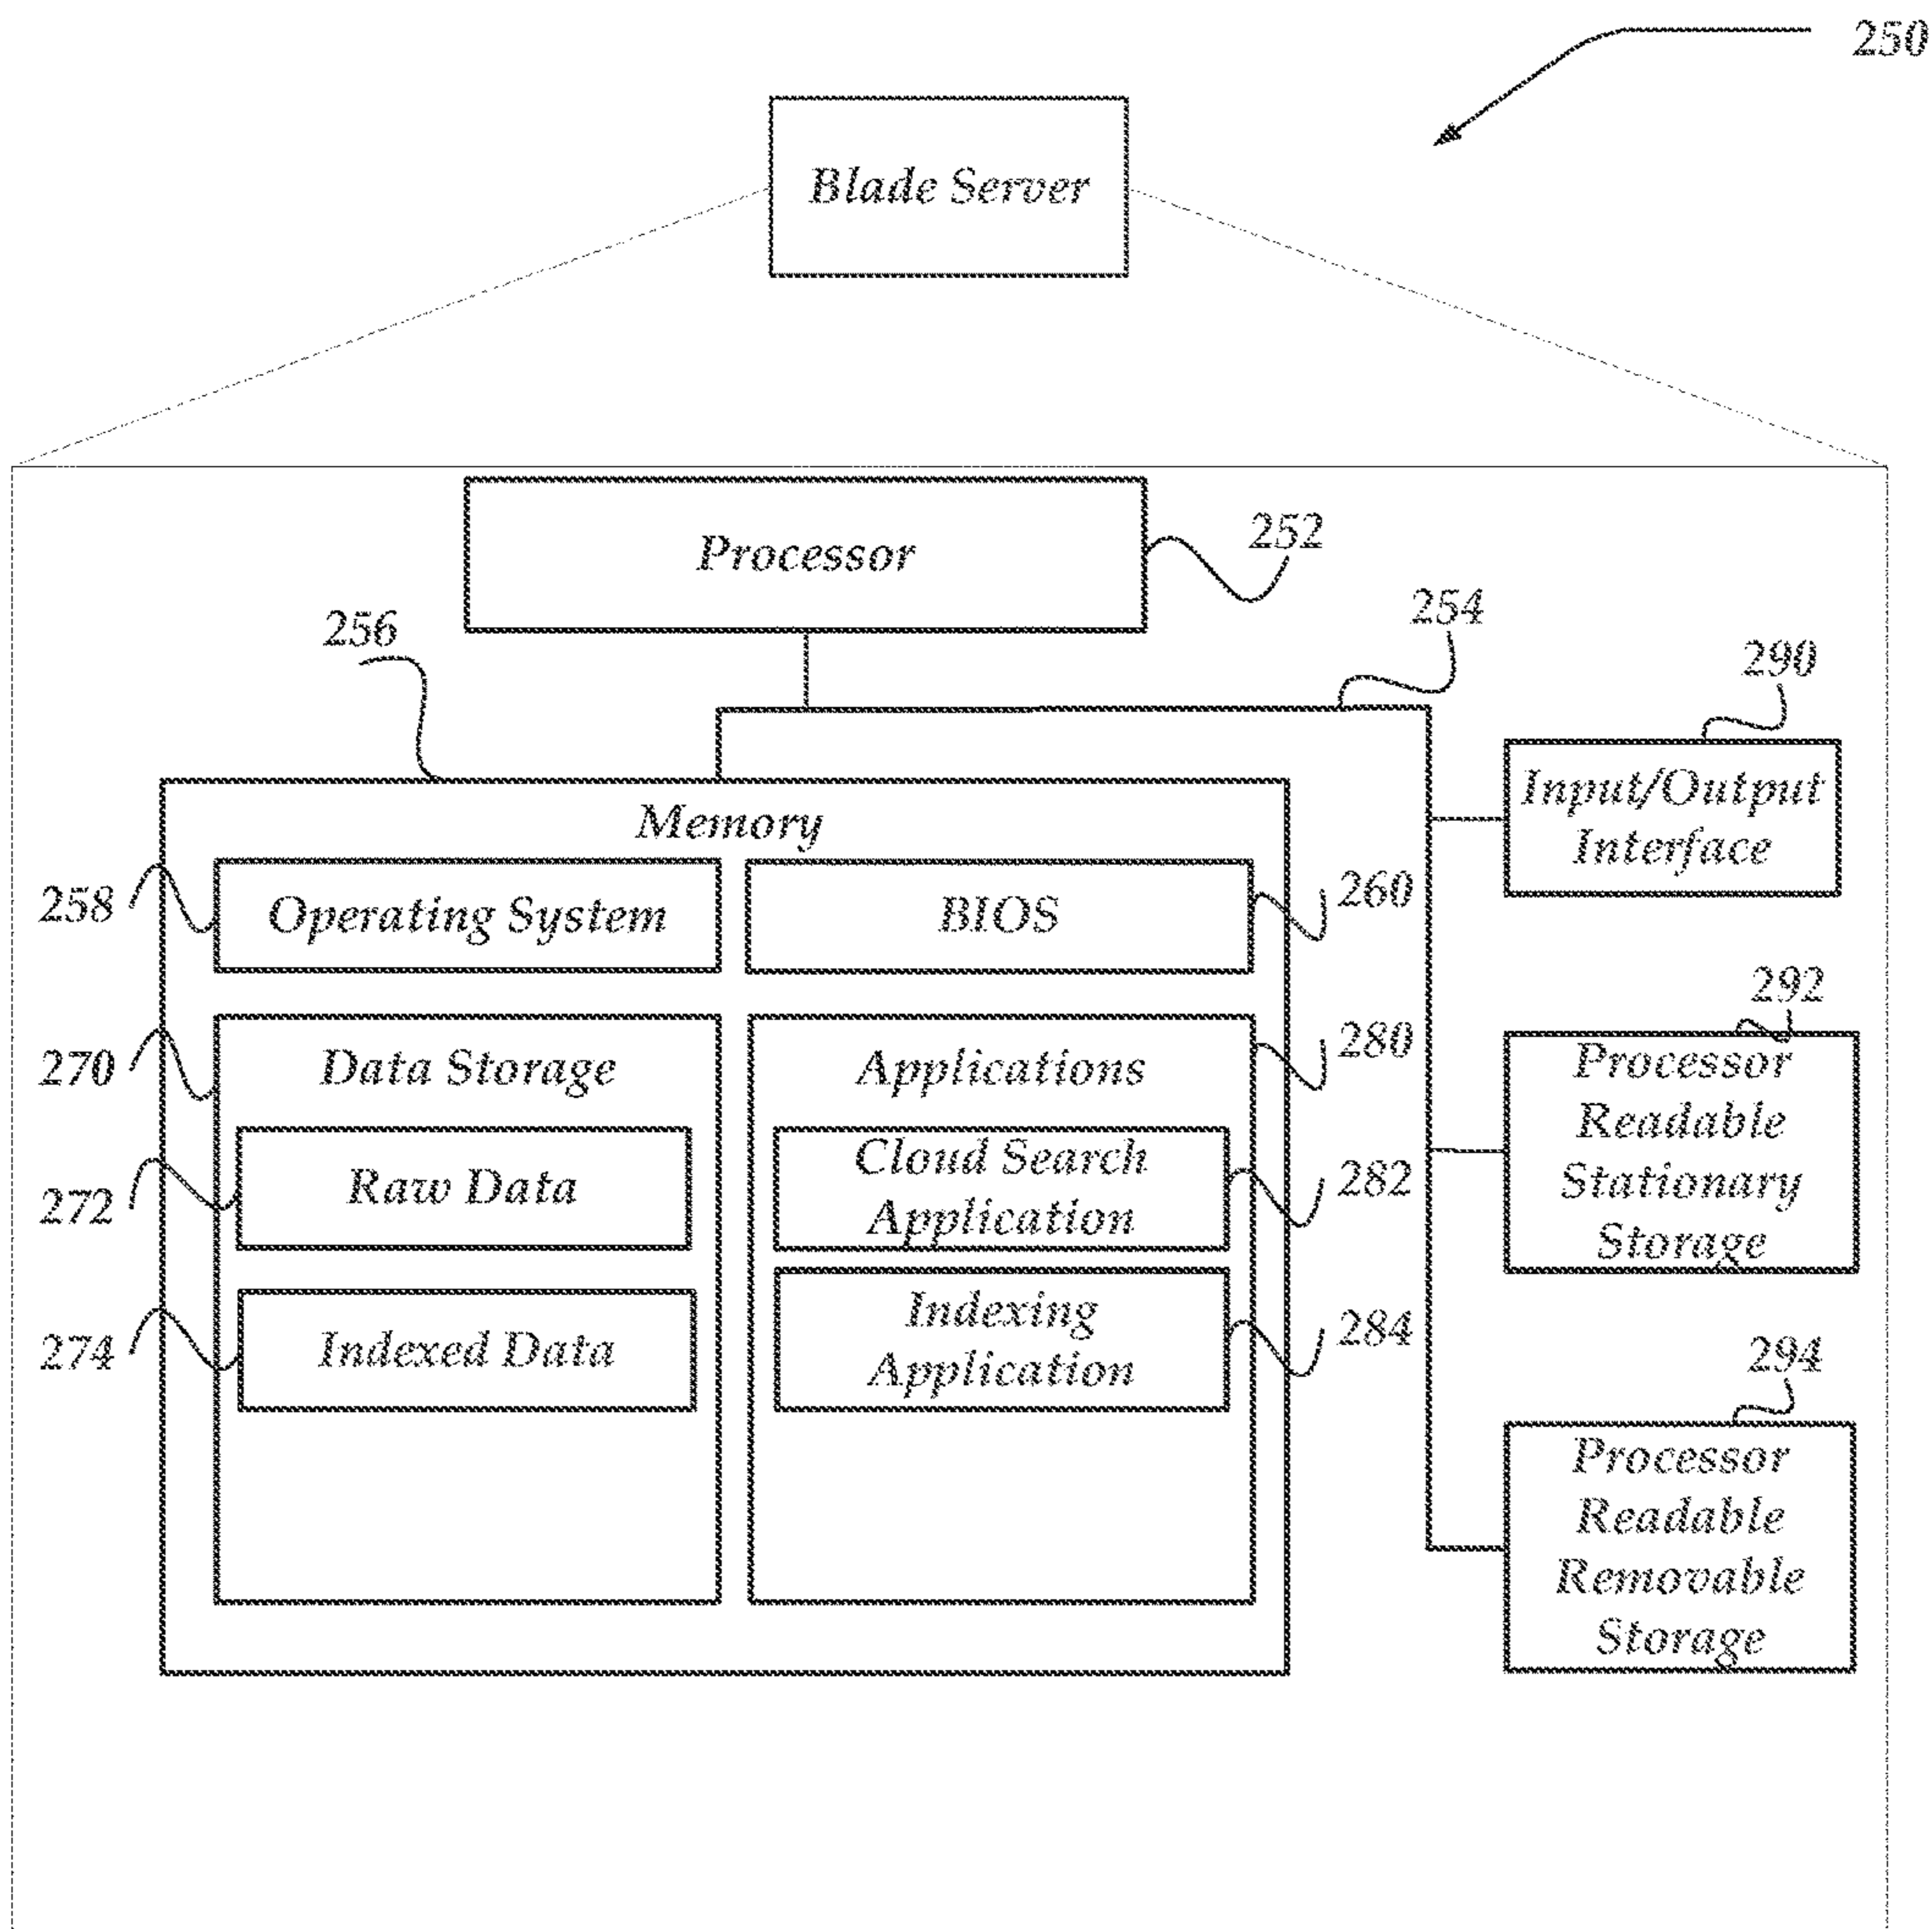 250
Blade Server
Processor
252
256
254
290
Input/Output
Interface
Memory
258
Operating System
BIOS
260
292
270
Data Storage
Applications
280
Processor
Readable
Stationary
Storage
272
Raw Data
Cloud Search
Application
282
274
Indexed Data
Indexing
Application
284
294
Processor
Readable
Removable
Storage